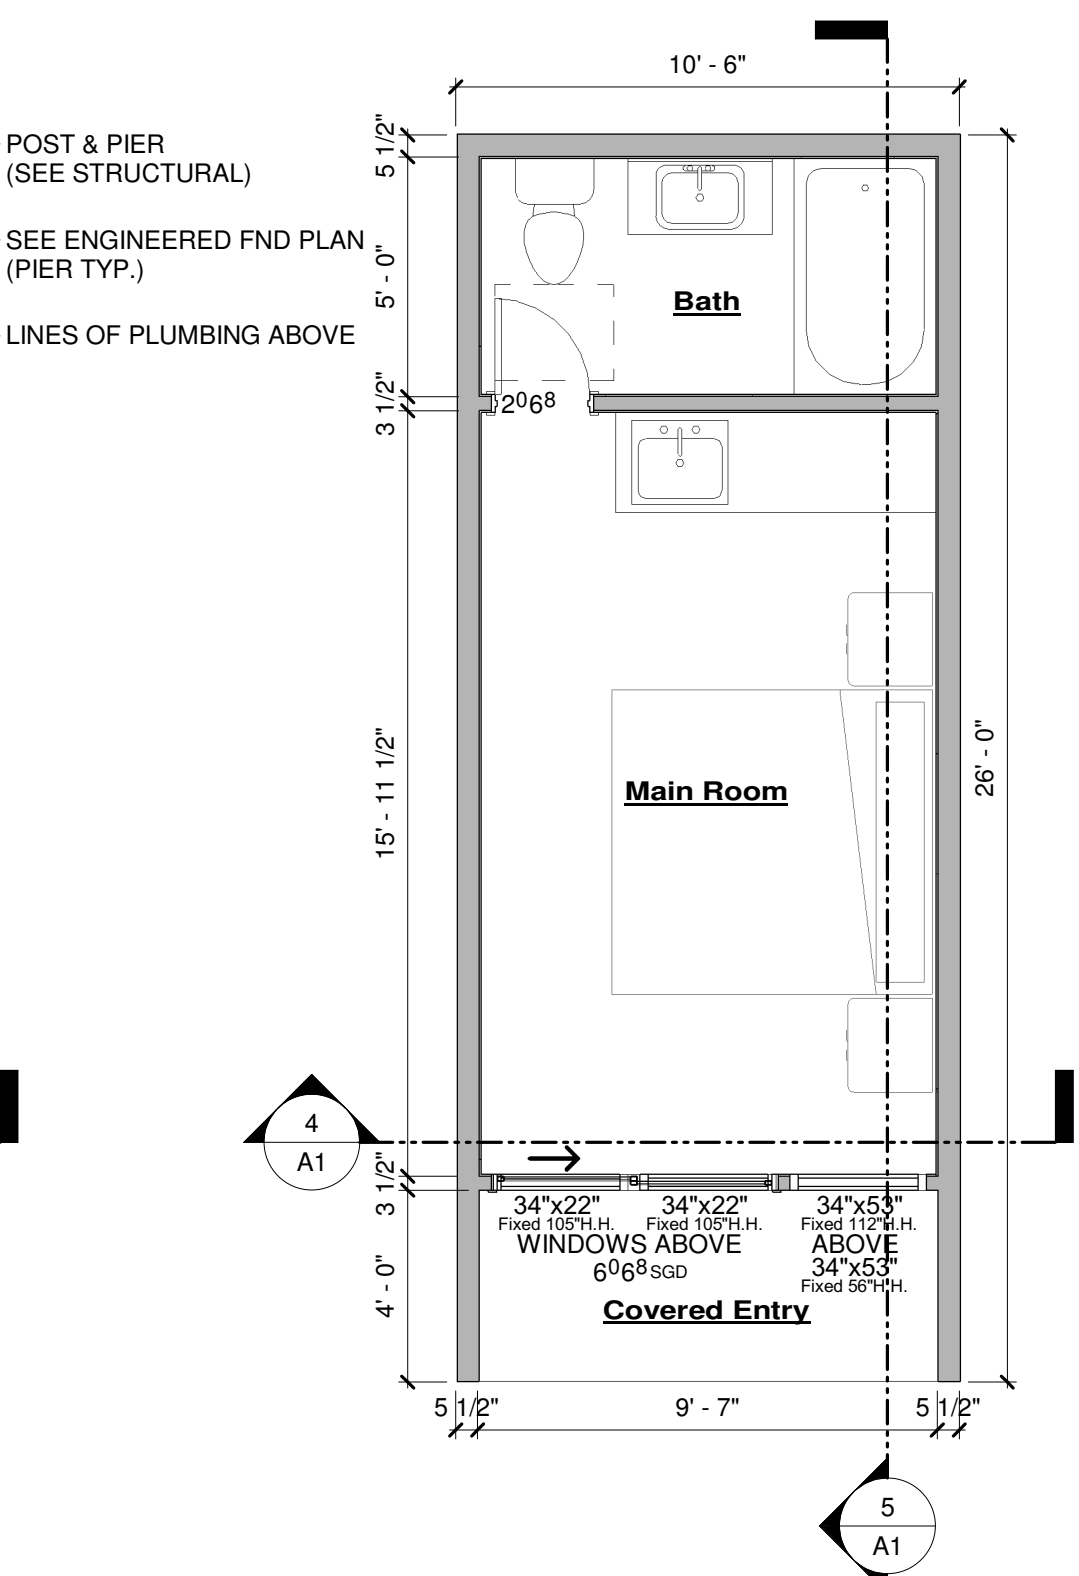 10' - 6"
POST & PIER
(SEE STRUCTURAL)
SEE ENGINEERED FND PLAN
(PIER TYP.)
LINES OF PLUMBING ABOVE
5 1/2"
5' - 0"
3 1/2"
15' - 11 1/2"
3 1/2"
4' - 0"
26' - 0"
Bath
2068
Main Room
4
A1
34"x22"
Fixed 105"H.H.
34"x22"
Fixed 105"H.H.
WINDOWS ABOVE
6068 SGD
34"x53"
Fixed 112"H.H.
ABOVE
34"x53"
Fixed 56"H.H.
Covered Entry
5 1/2"
9' - 7"
5 1/2"
5
A1